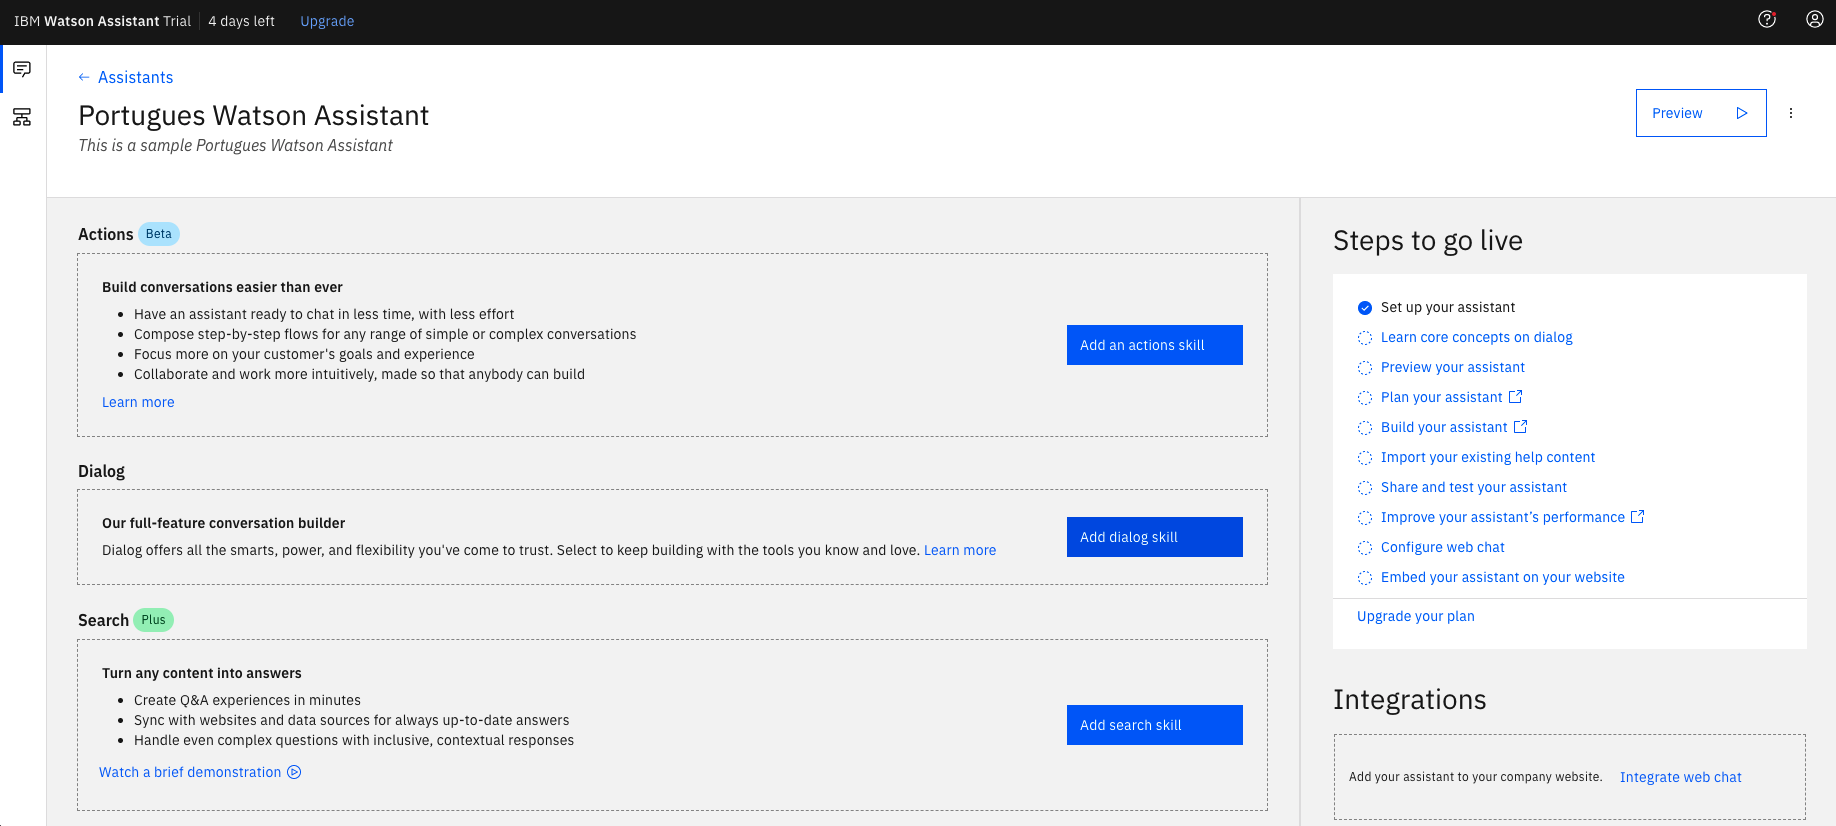 IBM Watson Assistant Trial 4 days left Upgrade
← Assistants
Portugues Watson Assistant
This is a sample Portugues Watson Assistant
Preview
Actions Beta
Build conversations easier than ever
• Have an assistant ready to chat in less time, with less effort
• Compose step-by-step flows for any range of simple or complex conversations
• Focus more on your customer's goals and experience
• Collaborate and work more intuitively, made so that anybody can build
Learn more
Add an actions skill
Dialog
Our full-feature conversation builder
Dialog offers all the smarts, power, and flexibility you've come to trust. Select to keep building with the tools you know and love. Learn more
Add dialog skill
Search Plus
Turn any content into answers
• Create Q&A experiences in minutes
• Sync with websites and data sources for always up-to-date answers
• Handle even complex questions with inclusive, contextual responses
Watch a brief demonstration
Add search skill
Steps to go live
Set up your assistant
Learn core concepts on dialog
Preview your assistant
Plan your assistant
Build your assistant
Import your existing help content
Share and test your assistant
Improve your assistant's performance
Configure web chat
Embed your assistant on your website
Upgrade your plan
Integrations
Add your assistant to your company website. Integrate web chat